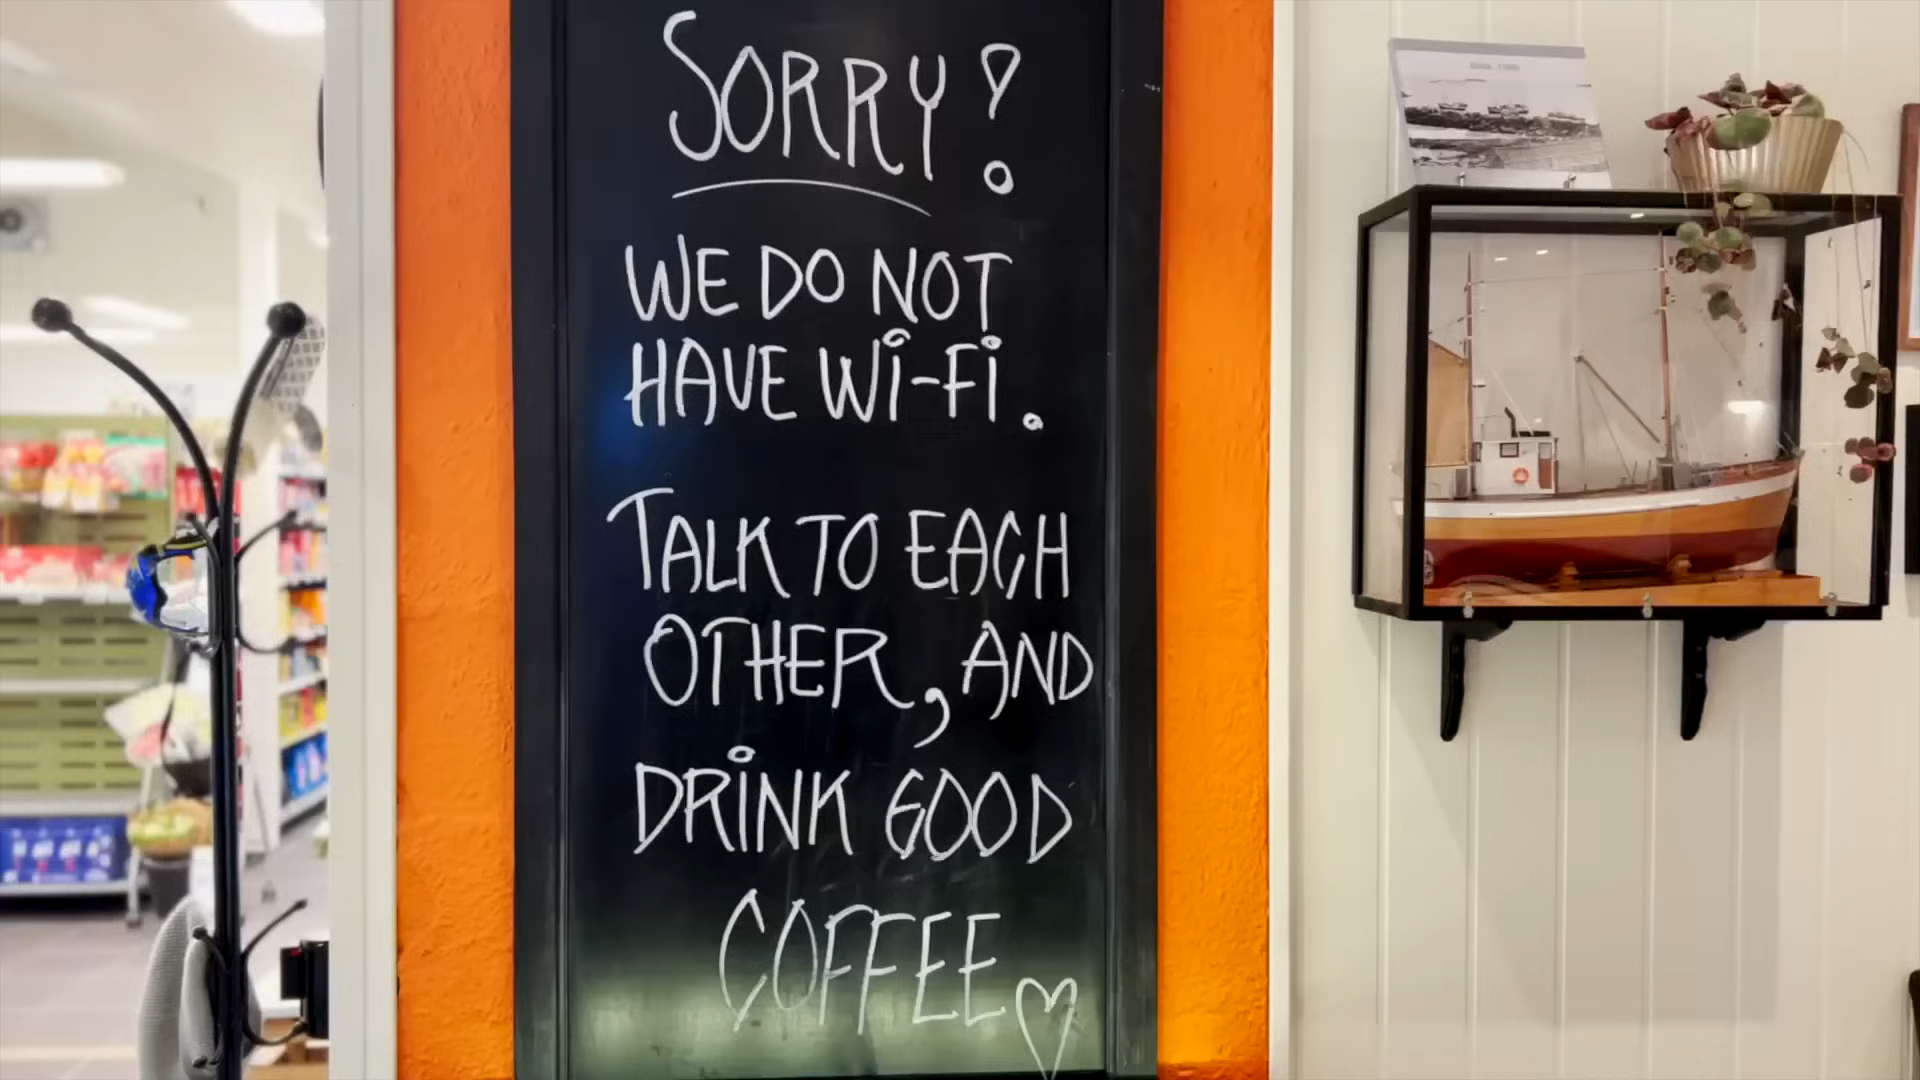 SORRY!
WE DO NOT
HAVE Wi-Fi.
TALK TO EACH
OTHER, AND
DRiNK GOOD
COFFEE